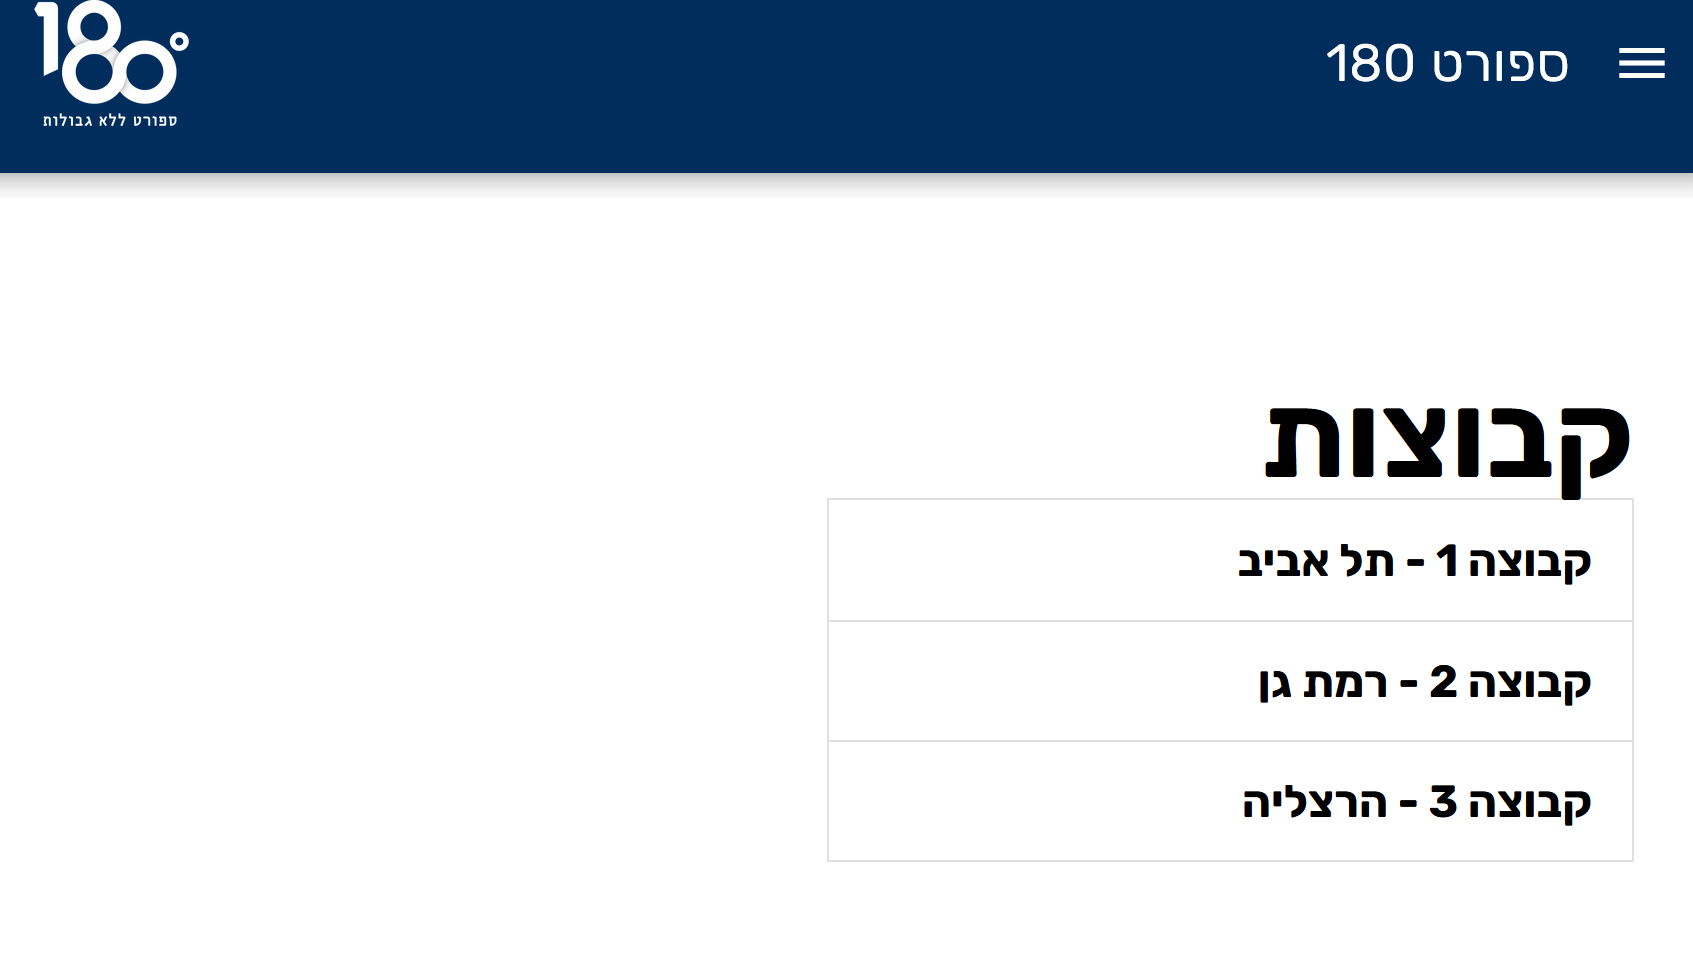 ספורט 180
180°
ספורט ללא גבולות
קבוצות
קבוצה 1 - תל אביב
קבוצה 2 - רמת גן
קבוצה 3 - הרצליה